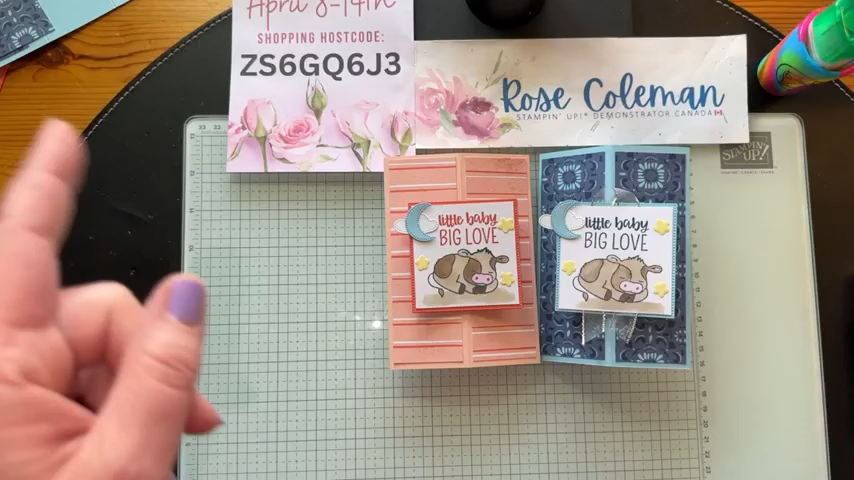 April 8-14th
SHOPPING HOSTCODE:
ZS6GQ6J3
Rose Coleman
STAMPIN' UP!® DEMONSTRATOR CANADA
STAMPIN' UP!
little baby
BIG LOVE
little baby
BIG LOVE